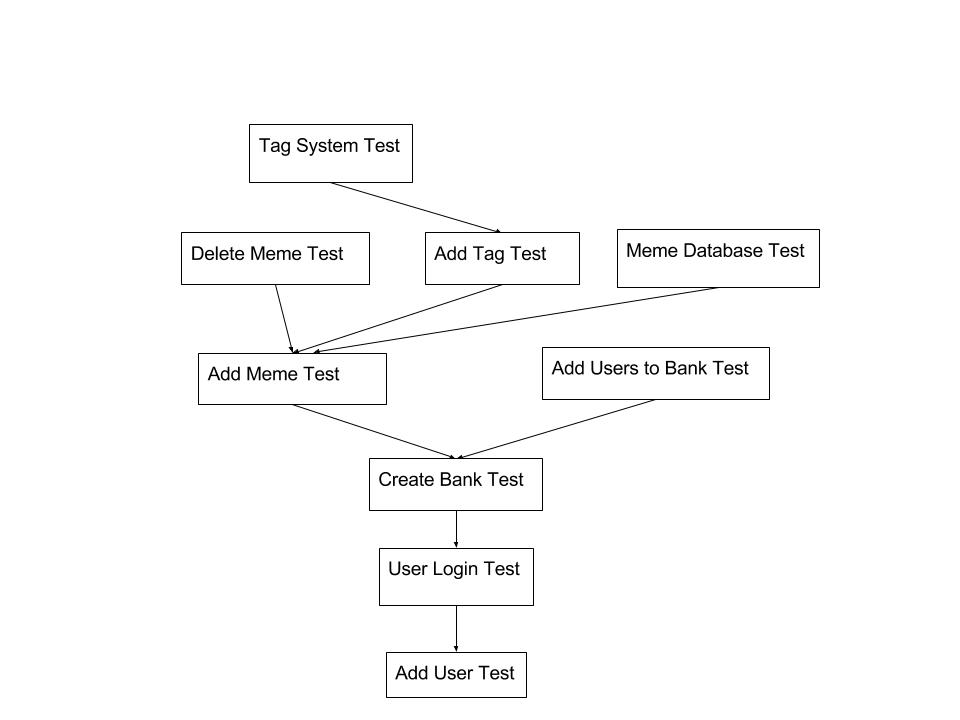 Tag System Test
Delete Meme Test
Add Tag Test
Meme Database Test
Add Meme Test
Add Users to Bank Test
Create Bank Test
User Login Test
Add User Test